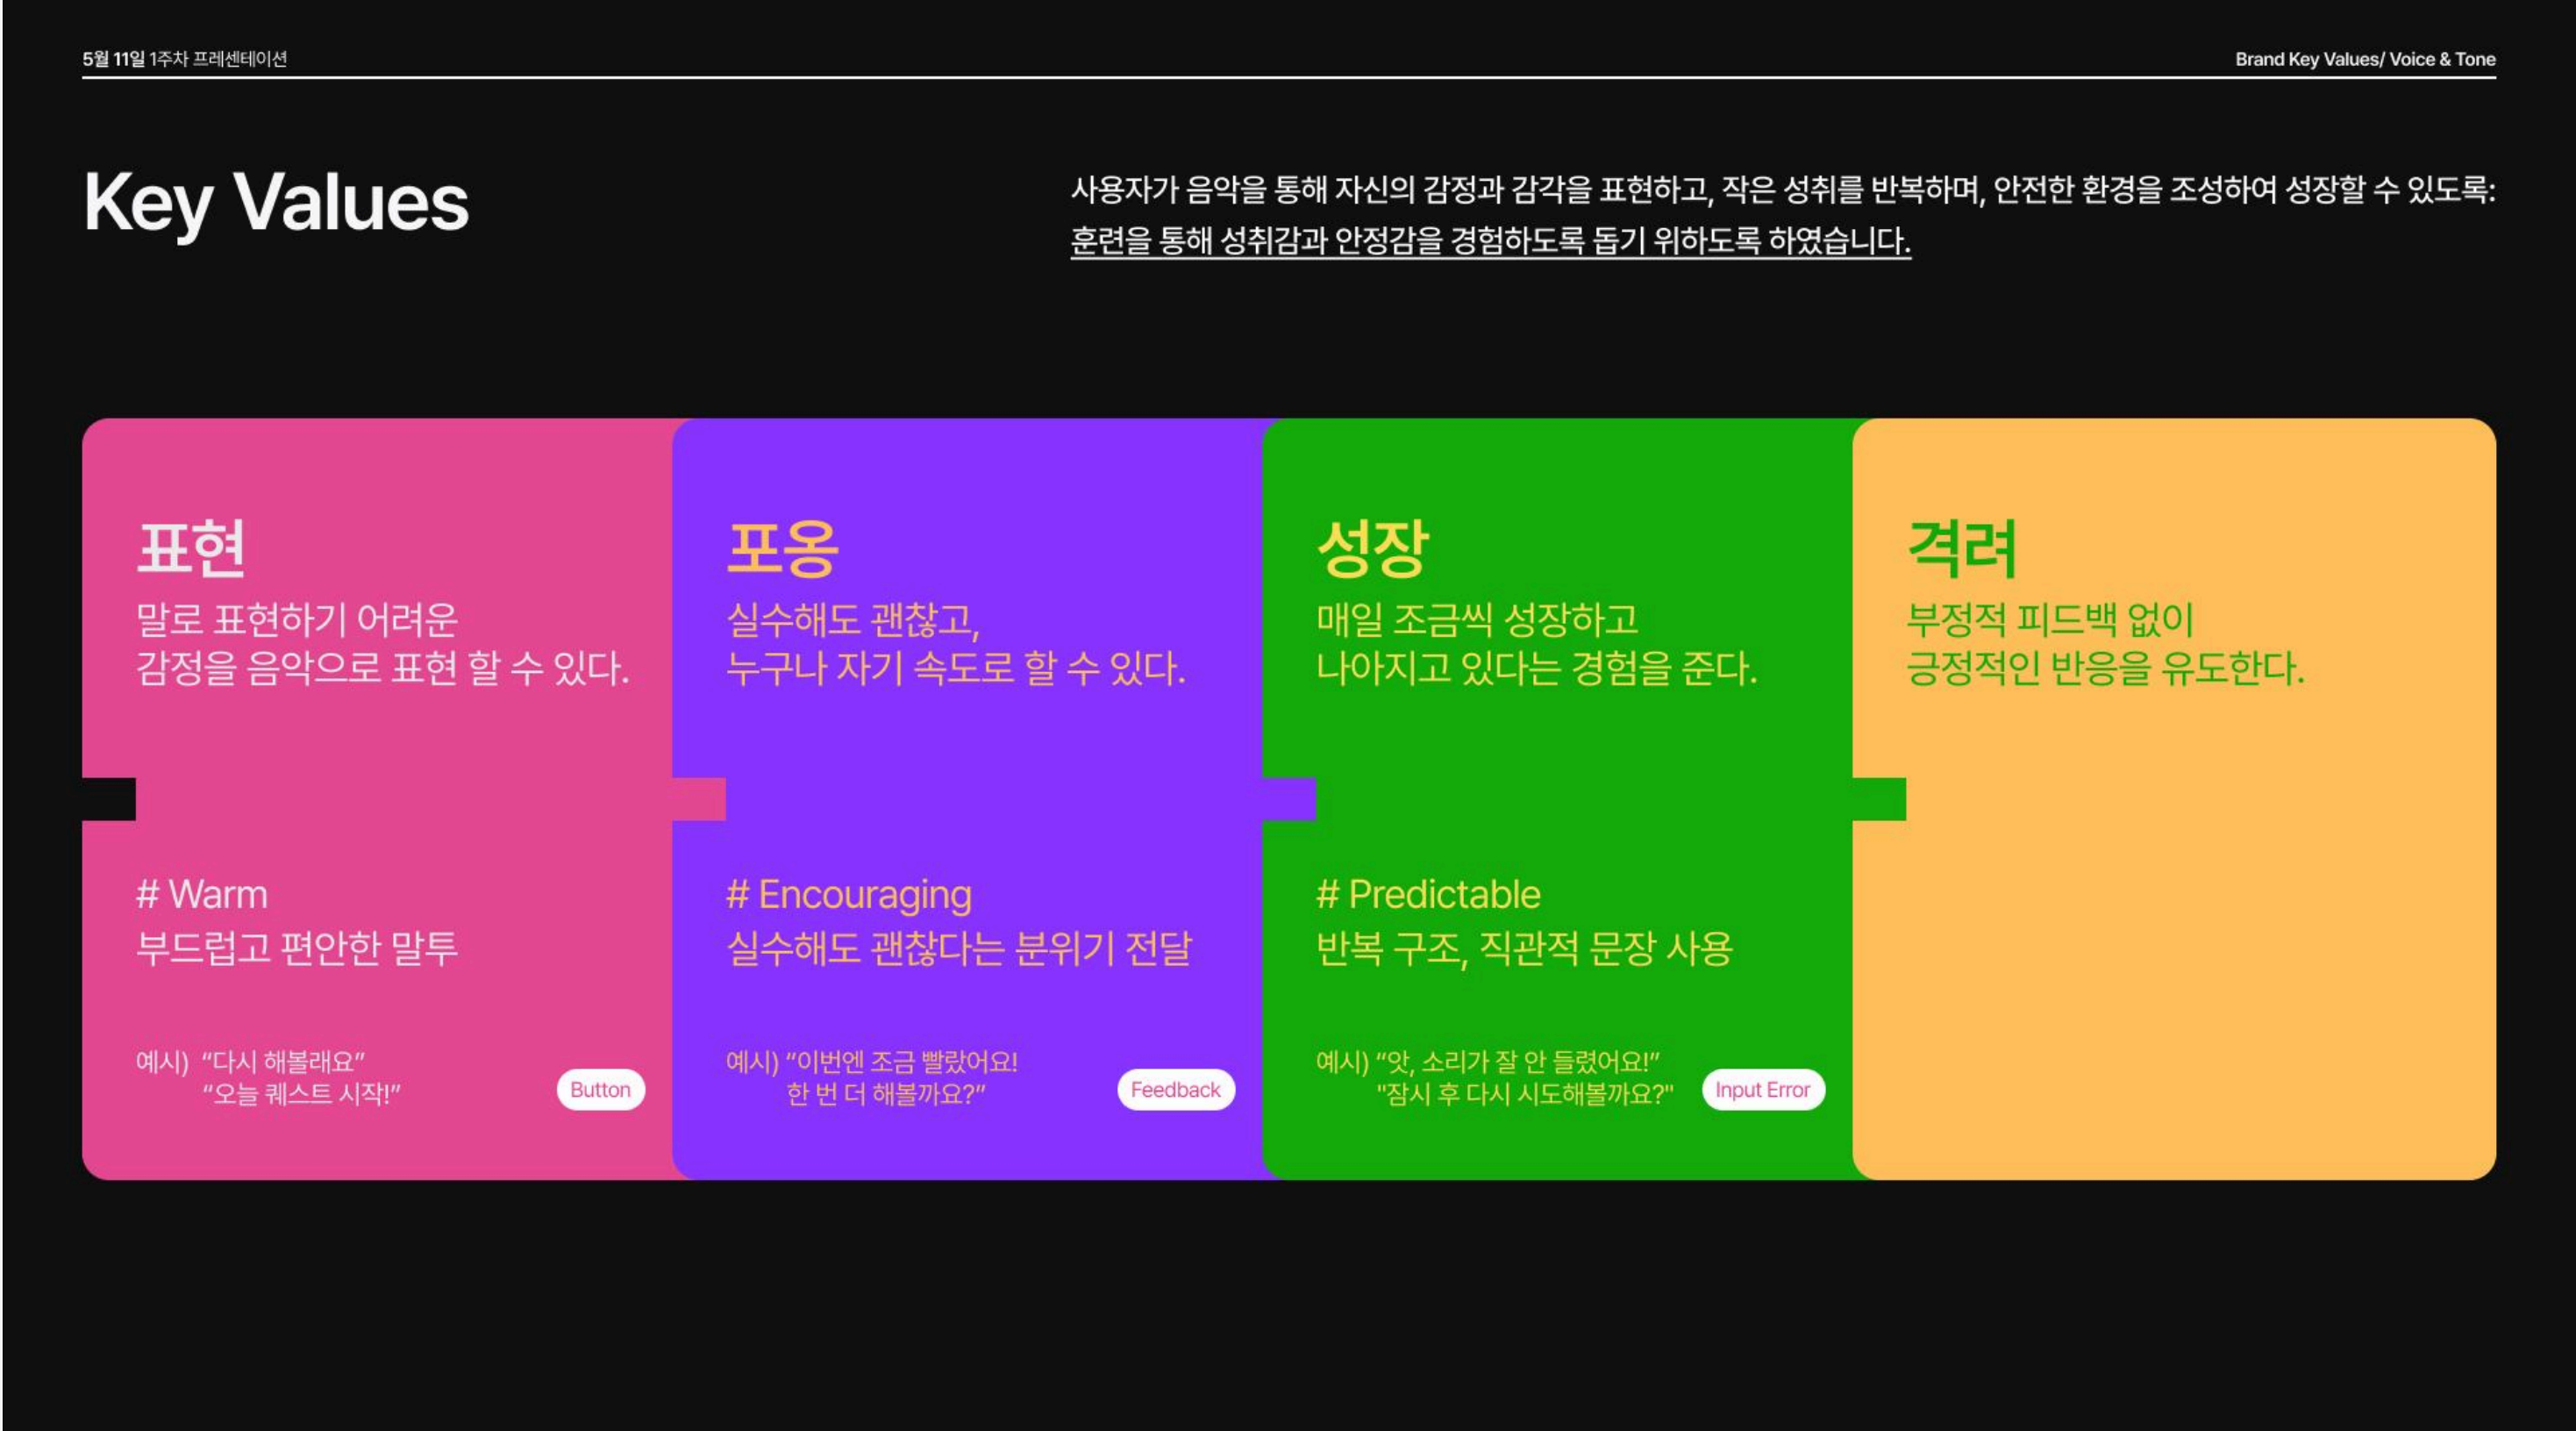 5월 11일 1주차 프레센테이션
Brand Key Values/ Voice & Tone
Key Values
사용자가 음악을 통해 자신의 감정과 감각을 표현하고, 작은 성취를 반복하며, 안전한 환경을 조성하여 성장할 수 있도록:
훈련을 통해 성취감과 안정감을 경험하도록 돕기 위하도록 하였습니다.
표현
말로 표현하기 어려운
감정을 음악으로 표현 할 수 있다.
# Warm
부드럽고 편안한 말투
예시) “다시 해볼래요”
“오늘 퀘스트 시작!”
Button
포옹
실수해도 괜찮고,
누구나 자기 속도로 할 수 있다.
# Encouraging
실수해도 괜찮다는 분위기 전달
예시) “이번엔 조금 빨랐어요!
한 번 더 해볼까요?”
Feedback
성장
매일 조금씩 성장하고
나아지고 있다는 경험을 준다.
# Predictable
반복 구조, 직관적 문장 사용
예시) “앗, 소리가 잘 안 들렸어요!”
"잠시 후 다시 시도해볼까요?"
Input Error
격려
부정적 피드백 없이
긍정적인 반응을 유도한다.